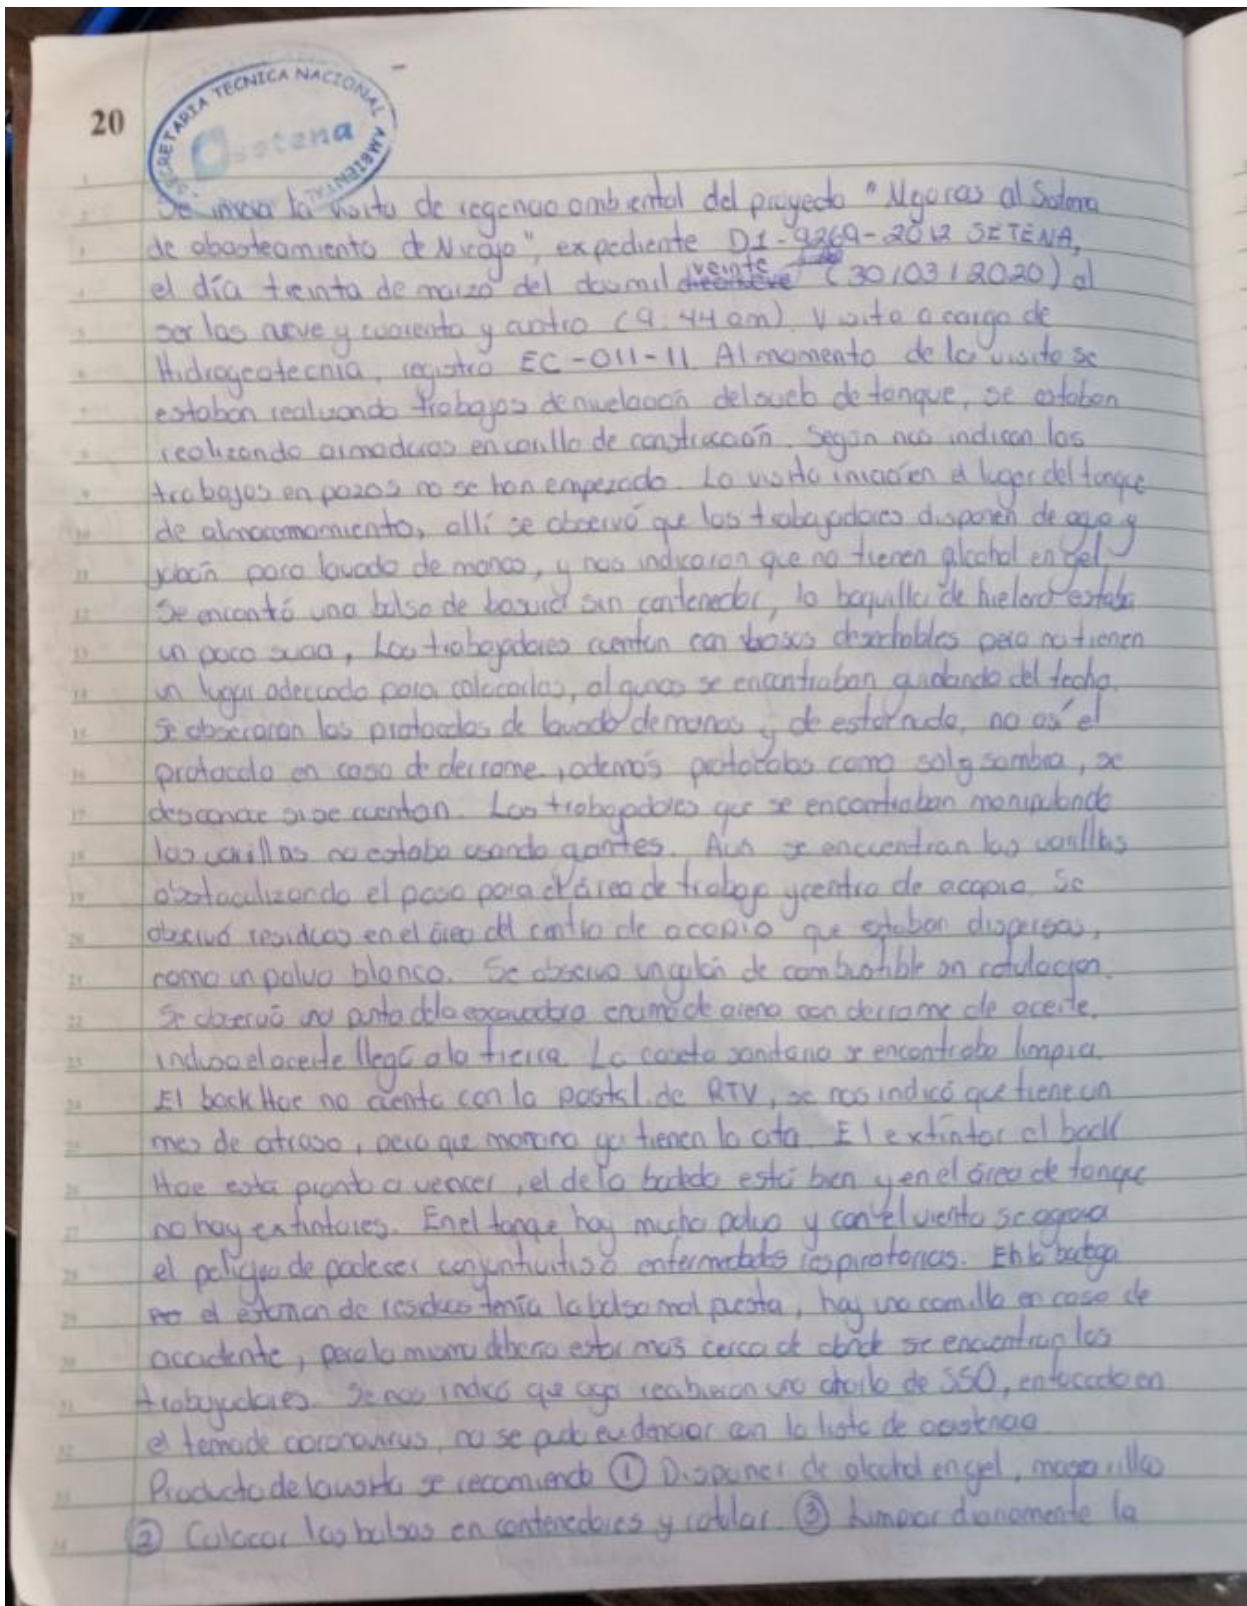 20
SECRETARIA TECNICA NACIONAL AMBIENTAL
setena
Se inicia la visita de regencia ambiental del proyecto "Mejoras al Sistema
de abastecimiento de Nicoya", expediente D1-9269-2012 SETENA,
el día treinta de marzo del dosmil veinte (30/03/2020) al
ser las nueve y cuarenta y cuatro (9:44 am). Visita a cargo de
Hidrogeotecnia, registro EC-011-11. Al momento de la visita se
estaban realizando trabajos de nivelación del suelo de tanque, se estaban
realizando armaduras en varilla de construcción. Según nos indican los
trabajos en pozos no se han empezado. La visita inició en el lugar del tanque
de almacenamiento, allí se observó que los trabajadores disponen de agua y
jabón para lavado de manos, y nos indicaron que no tienen alcohol en gel.
Se encontró una bolsa de basura sin contenedor, la boquilla de hielera estaba
un poco sucia, Los trabajadores cuentan con vasos desechables pero no tienen
un lugar adecuado para colocarlos, algunos se encontraban guindando del techo.
Se observaron los protocolos de lavado de manos y de estornudo, no así el
protocolo en caso de derrame, además protocolos como sol y sombra, se
desconoce si se cuentan. Los trabajadores que se encontraban manipulando
las varillas no estaba usando guantes. Aun se encuentran las varillas
obstaculizando el paso para el área de trabajo y centro de acopio. Se
observó residuos en el área del centro de acopio que estaban dispersos,
como un polvo blanco. Se observo un galón de combustible sin rotulación.
Se observó una punta de la excavadora encima de arena con derrame de aceite,
incluso el aceite llegó a la tierra. La caseta sanitaria se encontraba limpia.
El back Hoe no cuenta con la postal de RTV, se nos indicó que tiene un
mes de atraso, pero que manana ya tienen la cita. El extintor del back
Hoe esta pronto a vencer, el de la está bien y en el área de tanque
no hay extintores. En el tanque hay mucho polvo y con el viento se agrava
el peligro de padecer conjuntivitis o enfermedades respiratorias. En la bodega
el estanon de residuos tenía la bolsa mal puesta, hay una camilla en caso de
accidente, pero la misma deberia estar más cerca de donde se encuentran los
trabajadores. Se nos indicó que aya recibieron una charla de SSO, enfocada en
el tema de coronavirus, no se pudo evidenciar con la lista de asistencia
Producto de la visita se recomienda ① Disponer de alcohol en gel, mascarillas
② Colocar las bolsas en contenedores y rotular. ③ Limpiar diariamente la